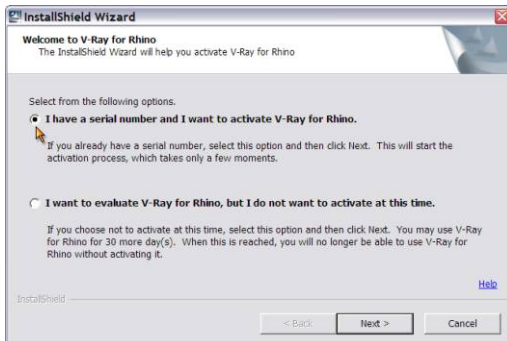 InstallShield Wizard
Welcome to V-Ray for Rhino
The InstallShield Wizard will help you activate V-Ray for Rhino
Select from the following options.
I have a serial number and I want to activate V-Ray for Rhino.
If you already have a serial number, select this option and then click Next. This will start the
activation process, which takes only a few moments.
I want to evaluate V-Ray for Rhino, but I do not want to activate at this time.
If you choose not to activate at this time, select this option and then click Next. You may use V-Ray
for Rhino for 30 more day(s). When this is reached, you will no longer be able to use V-Ray for
Rhino without activating it.
Help
InstallShield
< Back
Next >
Cancel